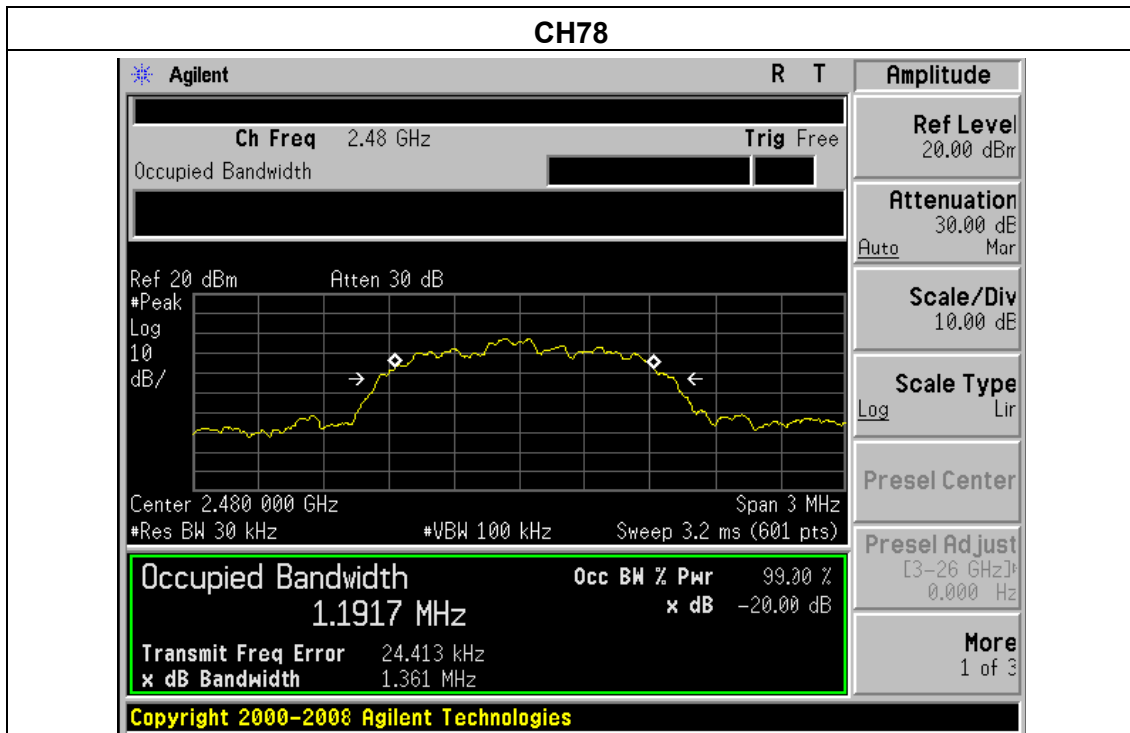 CH78
Agilent R T
Ch Freq 2.48 GHz Trig Free
Occupied Bandwidth
Ref 20 dBm Atten 30 dB
#Peak
Log
10
dB/
Center 2.480 000 GHz Span 3 MHz
#Res BW 30 kHz #VBW 100 kHz Sweep 3.2 ms (601 pts)
Occupied Bandwidth Occ BW % Pwr 99.00 %
1.1917 MHz x dB -20.00 dB
Transmit Freq Error 24.413 kHz
x dB Bandwidth 1.361 MHz
Copyright 2000-2008 Agilent Technologies
Amplitude
Ref Level
20.00 dBm
Attenuation
30.00 dB
Auto Man
Scale/Div
10.00 dB
Scale Type
Log Lin
Presel Center
Presel Adjust
[3-26 GHz]
0.000 Hz
More
1 of 3